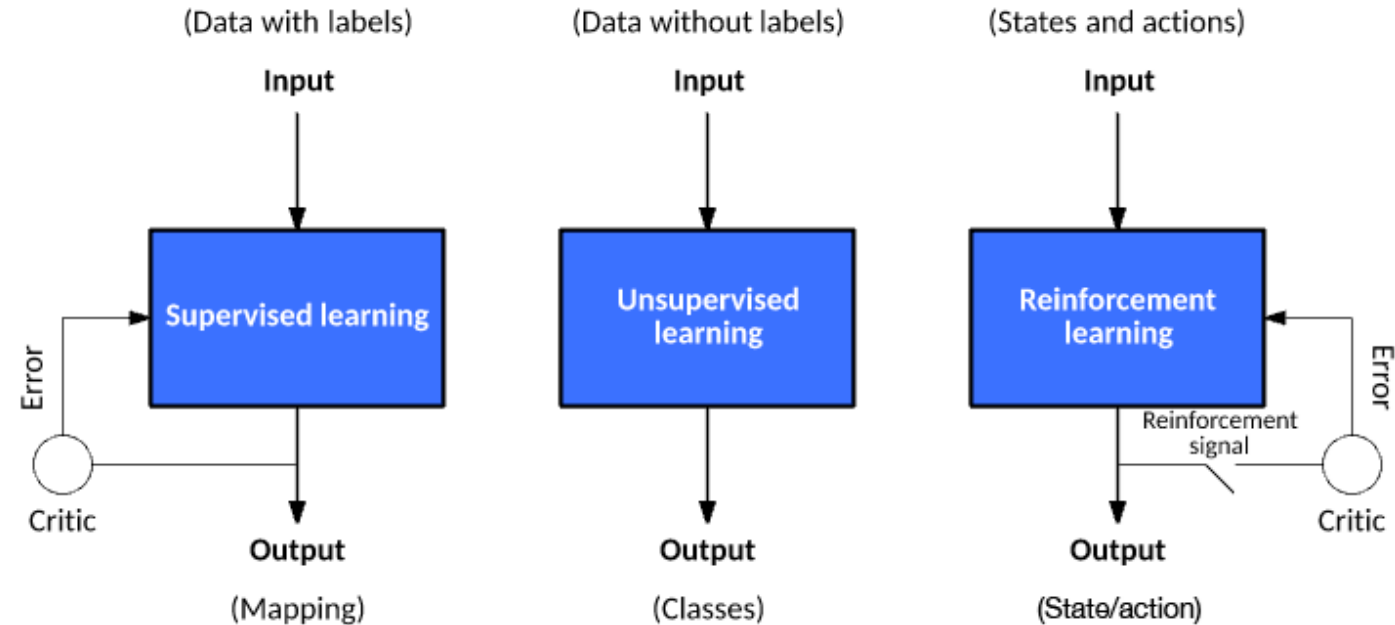 (Data with labels)
Input
Supervised learning
Error
Critic
Output
(Mapping)
(Data without labels)
Input
Unsupervised
learning
Output
(Classes)
(States and actions)
Input
Reinforcement
learning
Error
Reinforcement
signal
Critic
Output
(State/action)